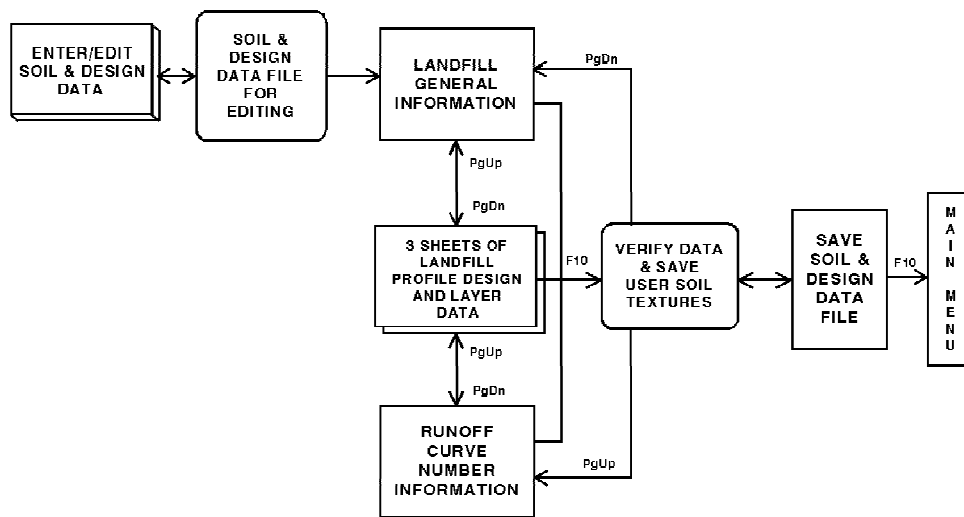 ENTER/EDIT
SOIL & DESIGN
DATA
SOIL &
DESIGN
DATA FILE
FOR
EDITING
LANDFILL
GENERAL
INFORMATION
PgDn
PgUp
PgDn
3 SHEETS OF
LANDFILL
PROFILE DESIGN
AND LAYER
DATA
F10
VERIFY DATA
& SAVE
USER SOIL
TEXTURES
SAVE
SOIL &
DESIGN
DATA
FILE
F10
MAIN MENU
PgUp
PgDn
RUNOFF
CURVE
NUMBER
INFORMATION
PgUp